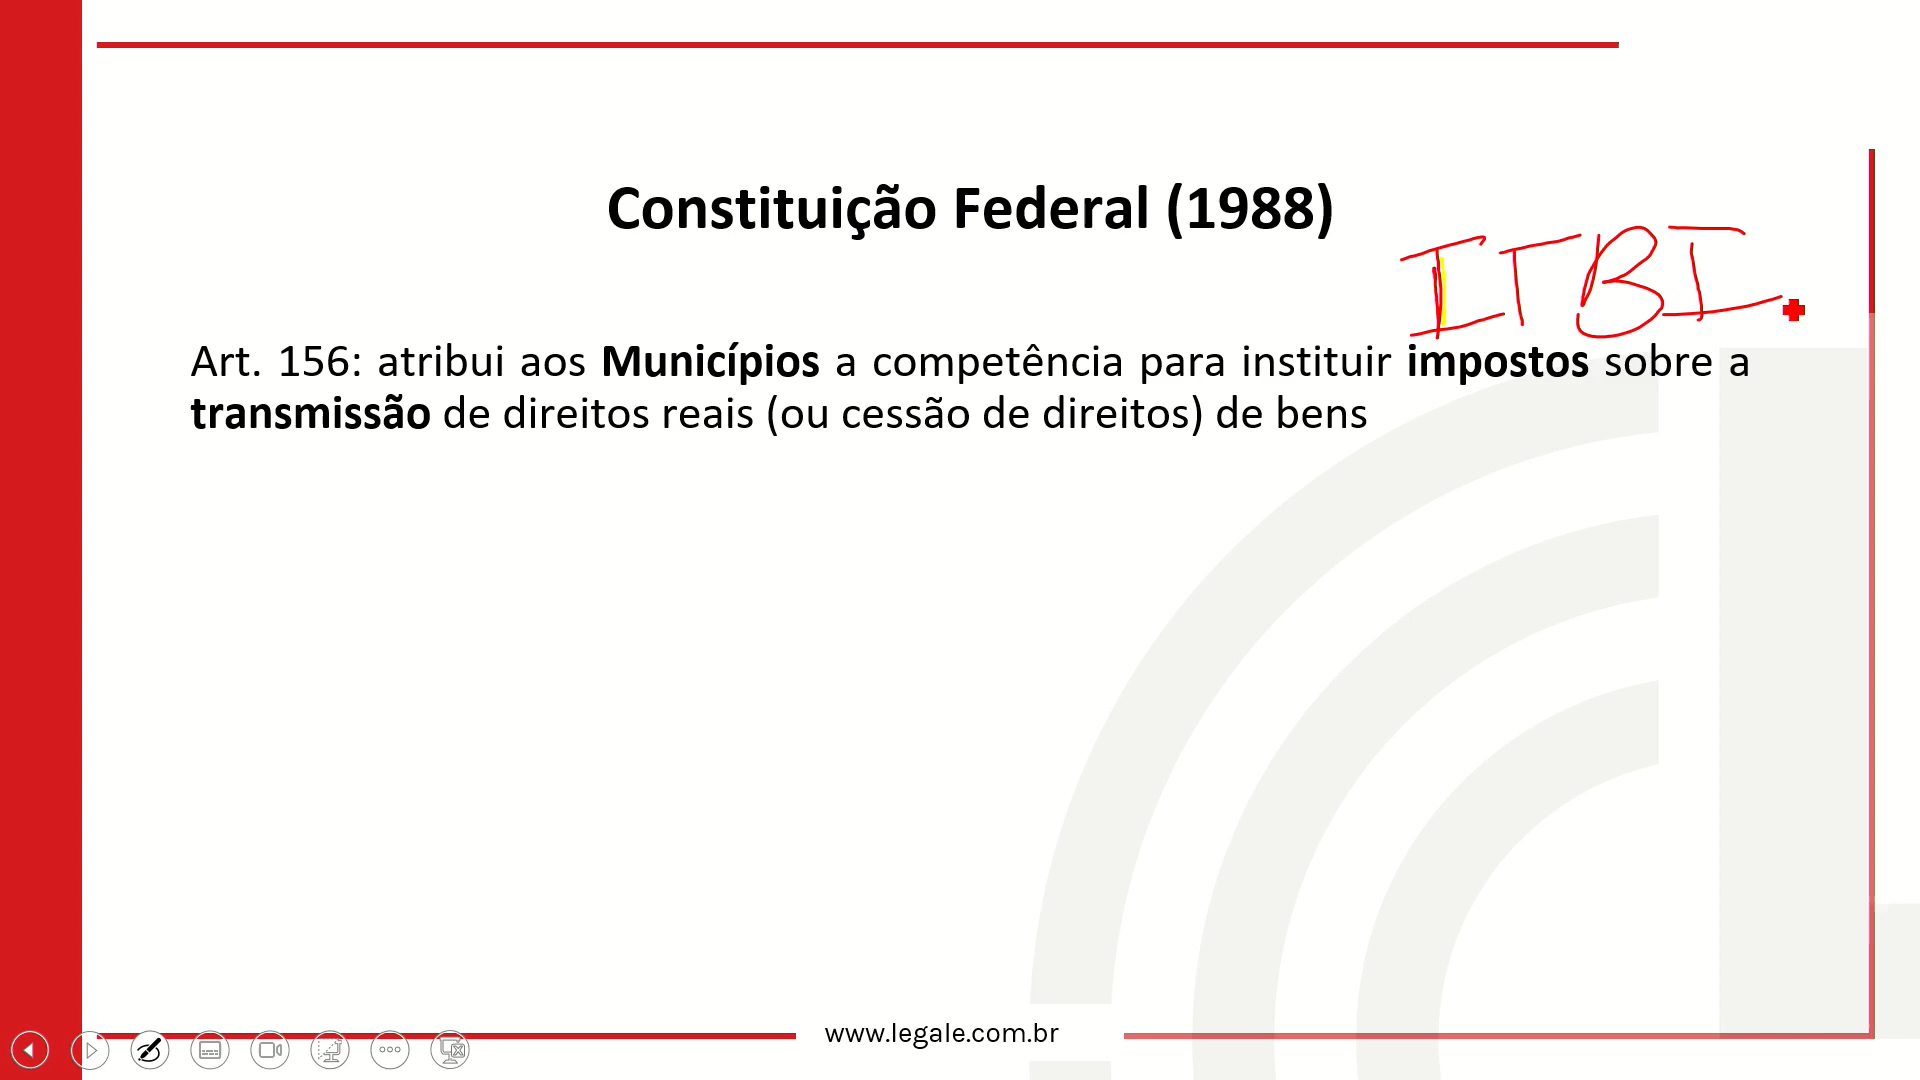 Constituição Federal (1988)
ITBI.
Art. 156: atribui aos Municípios a competência para instituir impostos sobre a
transmissão de direitos reais (ou cessão de direitos) de bens
www.legale.com.br